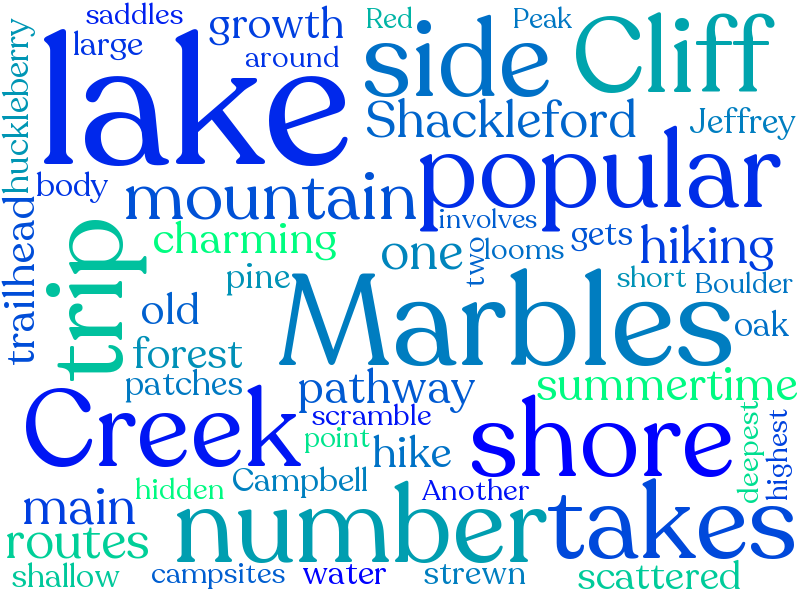 saddles
growth
Red
Peak
Cliff
large
around
lake
side
huckleberry
Shackleford
Jeffrey
body
mountain
popular
trailhead
trip
charming
involves
one
two
looms
gets
hiking
pine
Marbles
short
Boulder
old
oak
forest
patches
pathway
summertime
Creek
scramble
shore
point
hike
deepest
highest
hidden
Campbell
Another
main
number
takes
routes
shallow
campsites
water
strewn
scattered